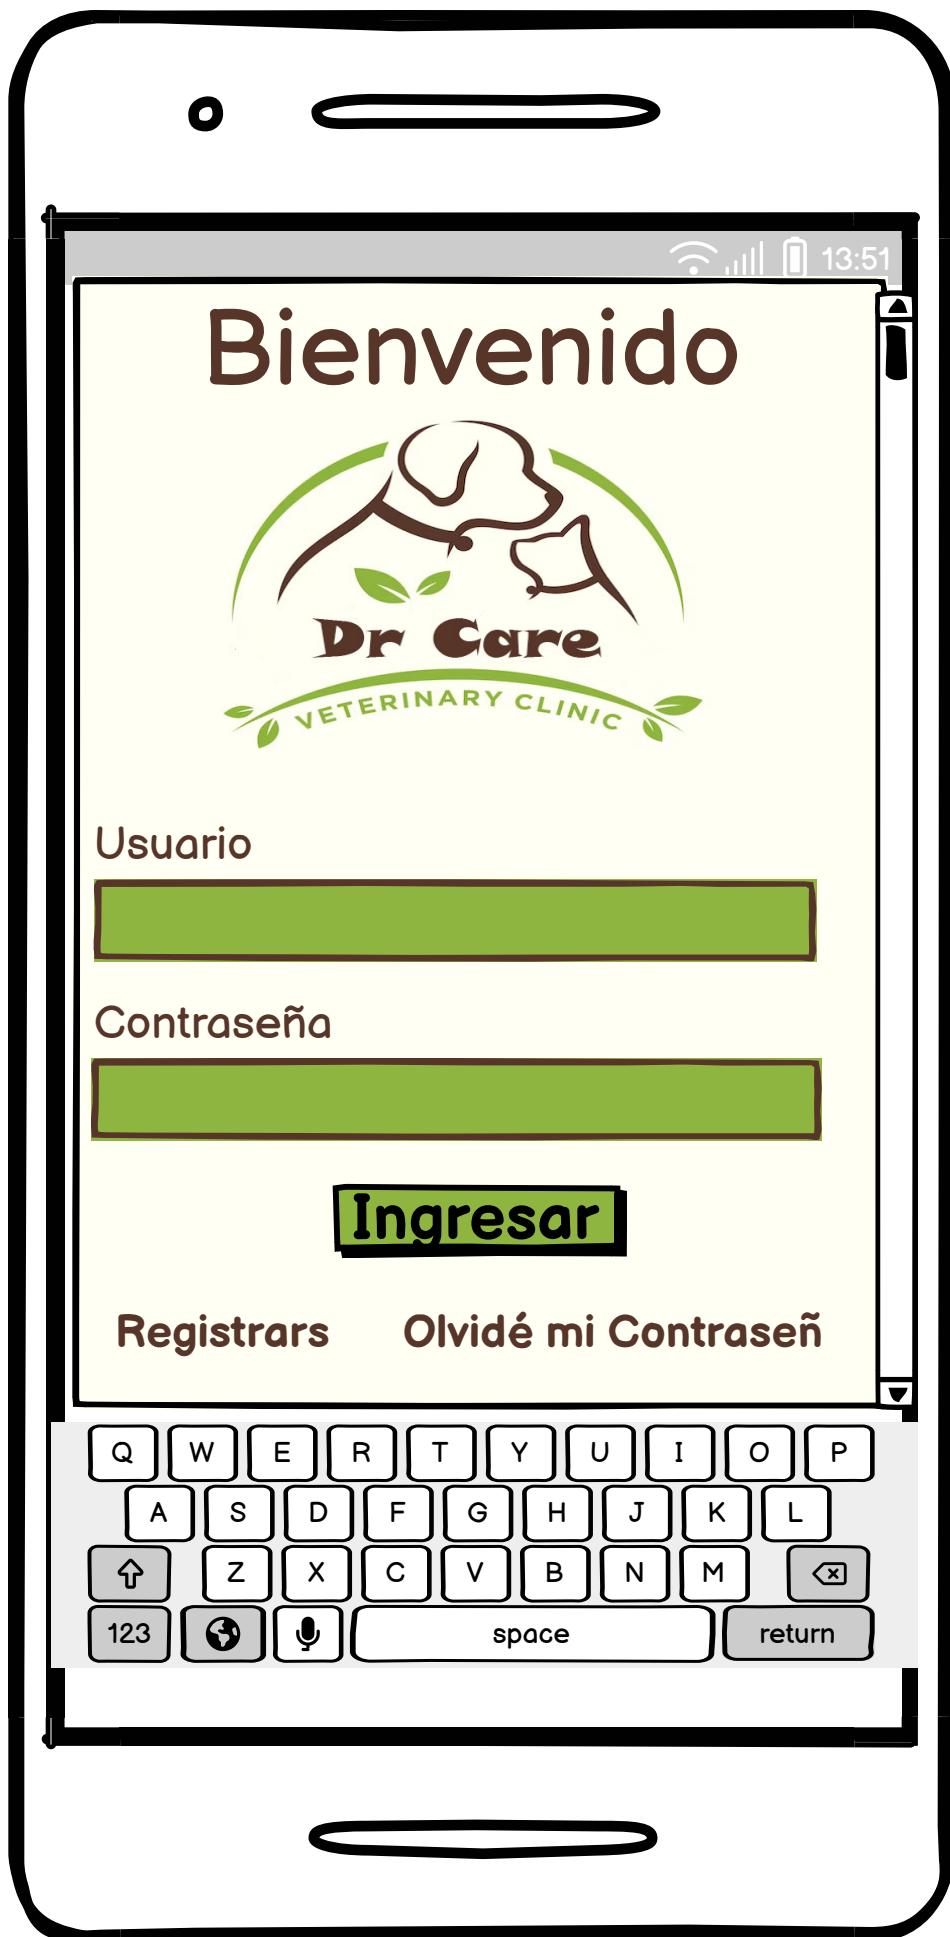 13:51
Bienvenido
Dr Care
VETERINARY CLINIC
Usuario
Contraseña
Ingresar
Registrars Olvidé mi Contraseñ
Q W E R T Y U I O P
A S D F G H J K L
Z X C V B N M
123 space return